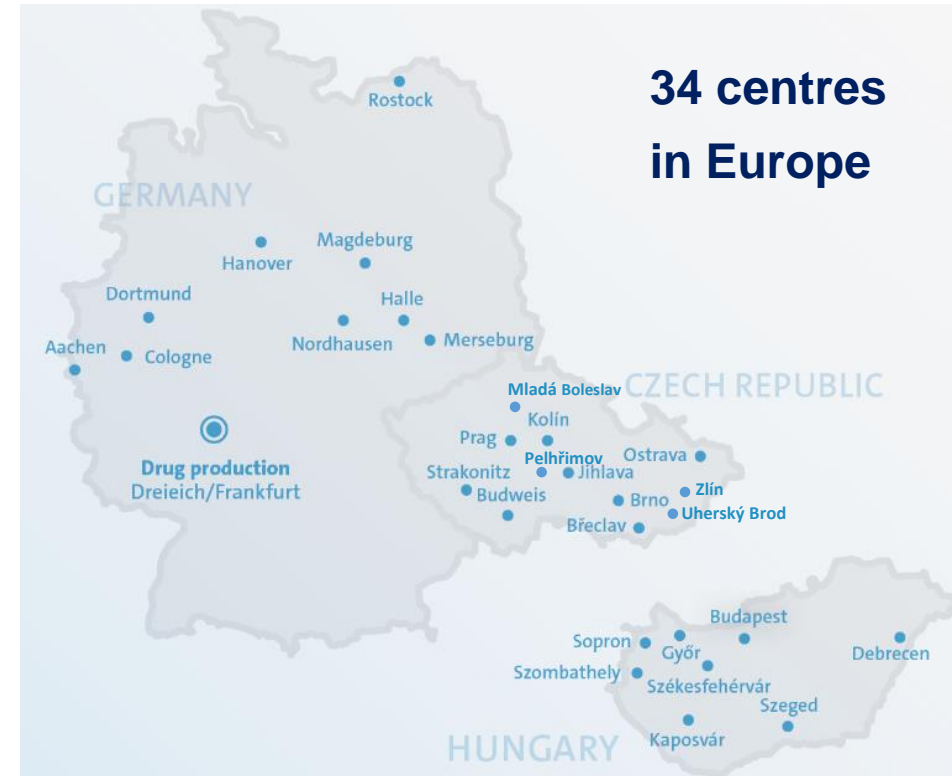 34 centres
in Europe
Rostock
GERMANY
Hanover
Magdeburg
Dortmund
Halle
Nordhausen
Merseburg
Aachen
Cologne
Drug production
Dreieich/Frankfurt
CZECH REPUBLIC
Mladá Boleslav
Kolín
Prag
Pelhřimov
Ostrava
Strakonitz
Jihlava
Zlín
Budweis
Brno
Uherský Brod
Břeclav
Budapest
Sopron
Győr
Debrecen
Szombathely
Székesfehérvár
Szeged
Kaposvár
HUNGARY